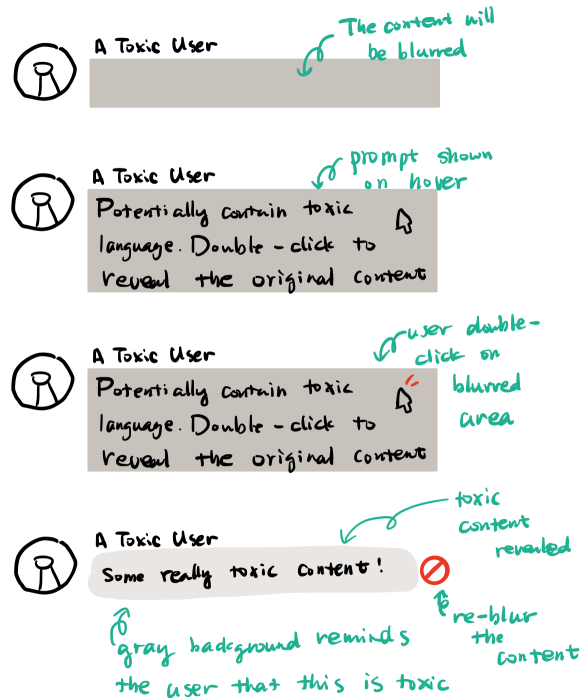 A Toxic User
The content will
be blurred
A Toxic User
prompt shown
on hover
Potentially contain toxic
language. Double-click to
reveal the original content
A Toxic User
user double-
click on
blurred
area
Potentially contain toxic
language. Double-click to
reveal the original content
A Toxic User
toxic
content
revealed
Some really toxic content!
re-blur
the
content
gray background reminds
the user that this is toxic